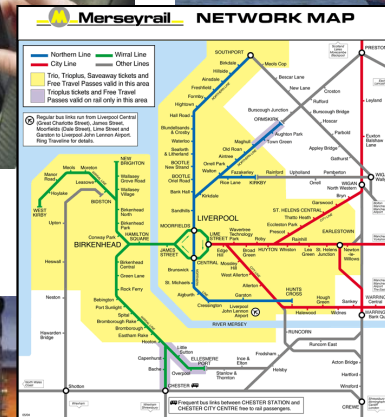 Merseyrail NETWORK MAP
Northern Line
Wirral Line
City Line
Other Lines
Trio, Trioplus, Saveaway tickets and
Free Travel Passes valid in this area
Trioplus tickets and Free Travel
Passes valid on rail only in this area
Regular bus links run from Liverpool Central
(Great Charlotte Street), James Street,
Moorfields (Dale Street), Lime Street and
Garston to Liverpool John Lennon Airport.
Ring Traveline for details.
SOUTHPORT
Birkdale
Hillside
Ainsdale
Freshfield
Formby
Hightown
Hall Road
Blundellsands
& Crosby
Waterloo
Seaforth
& Litherland
BOOTLE
New Strand
BOOTLE
Oriel Road
Bank Hall
Sandhills
Meols Cop
Bescar Lane
New Lane
Burscough Junction
ORMSKIRK
Aughton Park
Town Green
Maghull
Old Roan
Aintree
Orrell Park
Walton
Fazakerley
Rice Lane
Kirkdale
KIRKBY
Rainford
Upholland
Orrell
Pemberton
PRESTON
Croston
Rufford
Burscough Bridge
Hoscar
Parbold
Appley Bridge
Gathurst
Leyland
Euxton
Balshaw
Lane
WIGAN
North Western
Bryn
Garswood
ST. HELENS CENTRAL
Thatto Heath
Eccleston Park
Prescot
EARLESTOWN
NEW
BRIGHTON
Wallasey
Grove Road
Wallasey
Village
Meols
Moreton
Manor
Road
Leasowe
Hoylake
BIDSTON
WEST
KIRBY
Birkenhead
North
Birkenhead
Park
Conway Park
HAMILTON
SQUARE
BIRKENHEAD
Upton
Heswall
Neston
Hawarden
Bridge
Shotton
LIVERPOOL
MOORFIELDS
LIME
STREET
JAMES
STREET
CENTRAL
Edge
Hill
Wavertree
Technology
Park
Broad
Green
Roby
HUYTON
Whiston
Rainhill
Lea
Green
St. Helens
Junction
Newton-
le-Willows
Birkenhead
Central
Green Lane
Rock Ferry
Bebington
Port Sunlight
Spital
Bromborough Rake
Bromborough
Eastham Rake
Hooton
Brunswick
St. Michaels
Aigburth
Cressington
Mossley
Hill
West Allerton
Allerton
Garston
Liverpool
John Lennon
Airport
HUNTS
CROSS
Halewood
Hough
Green
Widnes
Sankey
WARRINGTON
RIVER MERSEY
RUNCORN
Runcorn East
Little
Sutton
ELLESMERE
PORT
Overpool
Ince &
Elton
Stanlow &
Thornton
Frodsham
Helsby
Capenhurst
Bache
CHESTER
Acton Bridge
Hartford
Winsford
CREWE
Frequent bus links between CHESTER STATION and
CHESTER CITY CENTRE free to rail passengers.